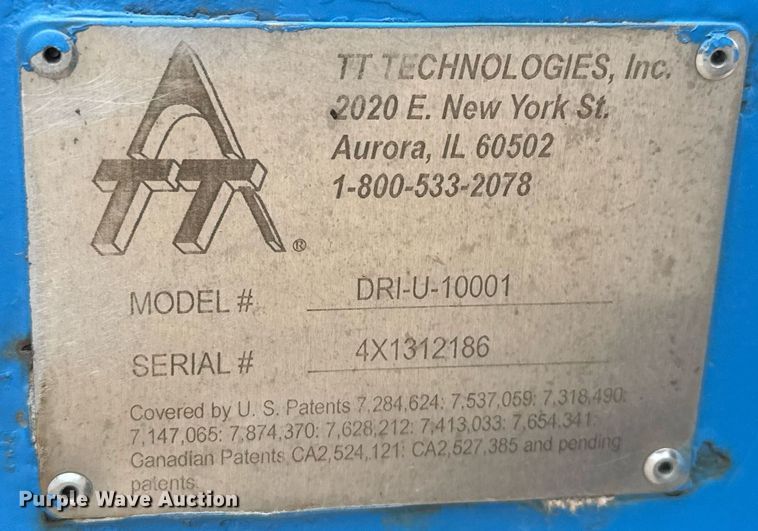 TT TECHNOLOGIES, Inc.
2020 E. New York St.
Aurora, IL 60502
1-800-533-2078
TT
®
MODEL # DRI-U-10001
SERIAL # 4X1312186
Covered by U. S. Patents 7,284,624: 7,537,059: 7,318,490:
7,147,065: 7,874,370: 7,628,212: 7,413,033: 7,654,341:
Canadian Patents CA2,524,121: CA2,527,385 and pending
patents.
Purple Wave Auction